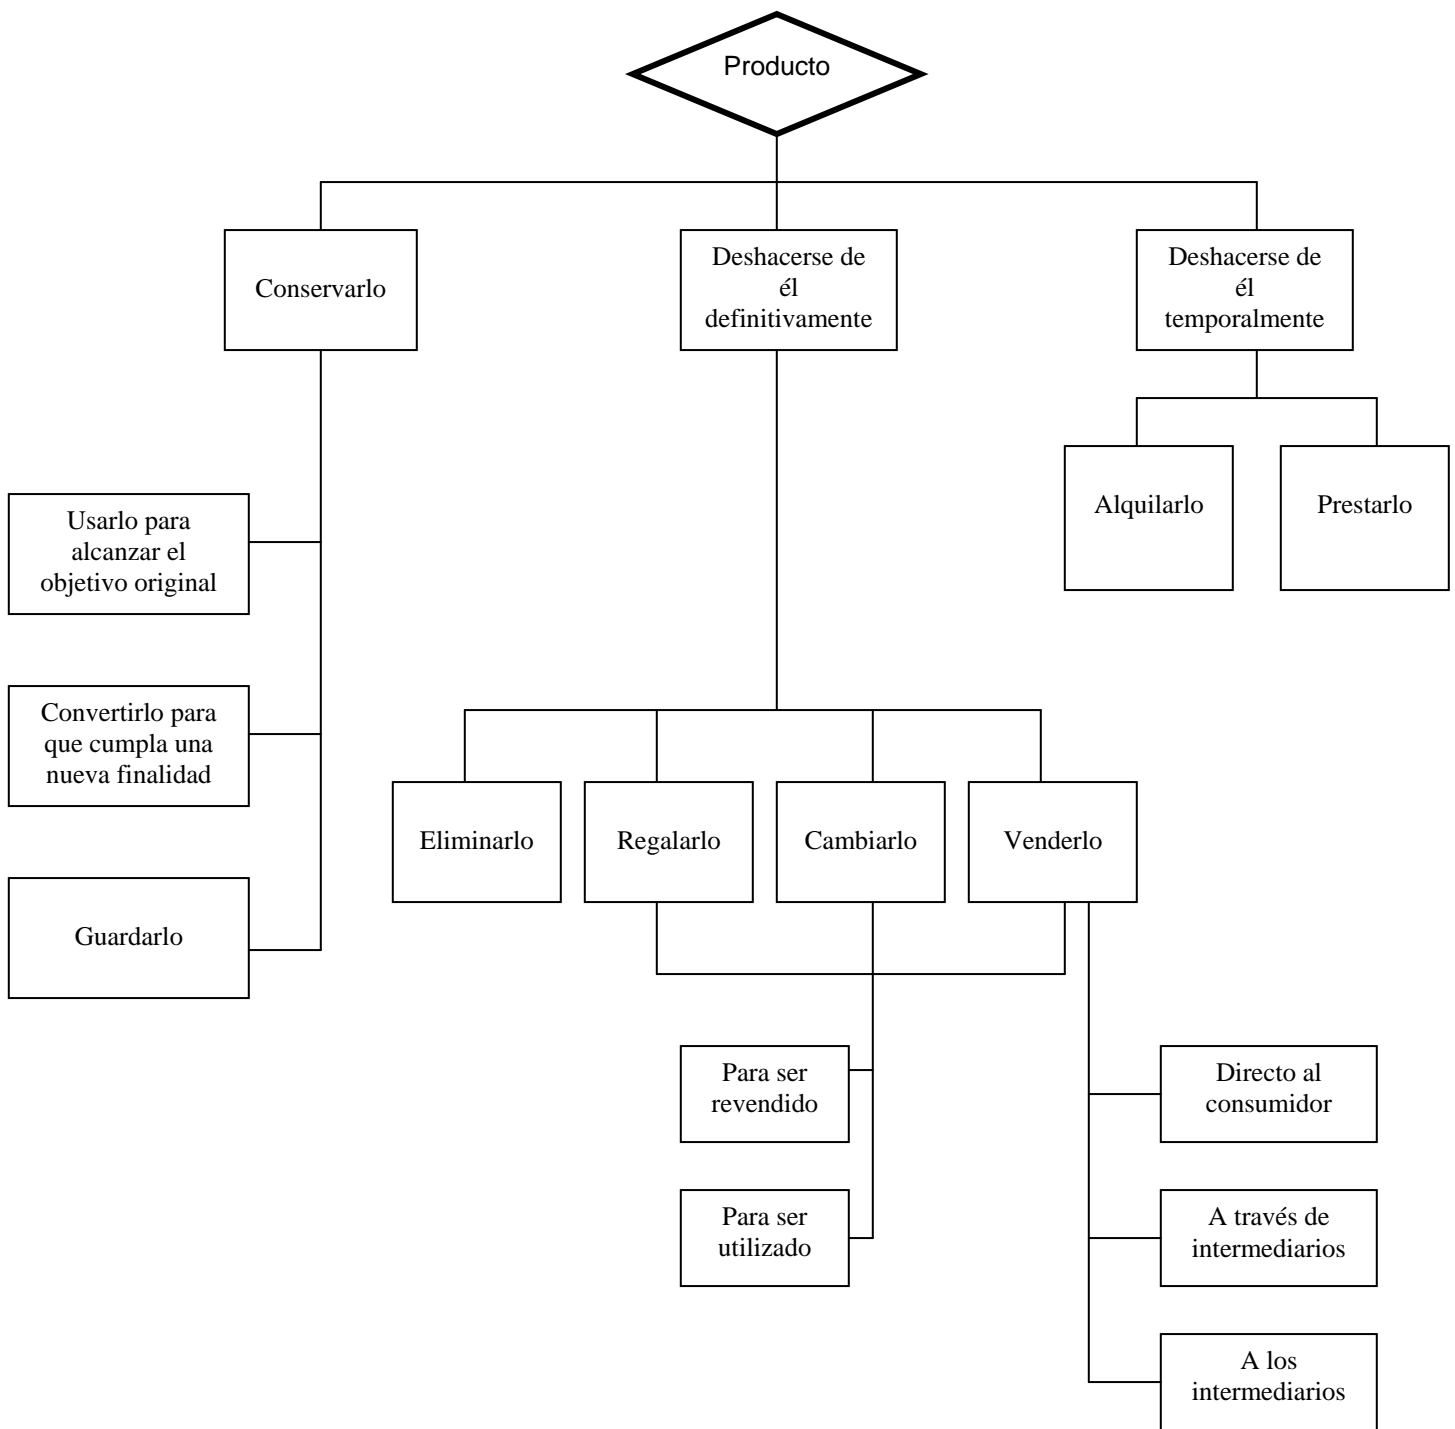 Producto
Conservarlo
Deshacerse de
él
definitivamente
Deshacerse de
él
temporalmente
Alquilarlo
Prestarlo
Usarlo para
alcanzar el
objetivo original
Convertirlo para
que cumpla una
nueva finalidad
Guardarlo
Eliminarlo
Regalarlo
Cambiarlo
Venderlo
Para ser
revendido
Para ser
utilizado
Directo al
consumidor
A través de
intermediarios
A los
intermediarios